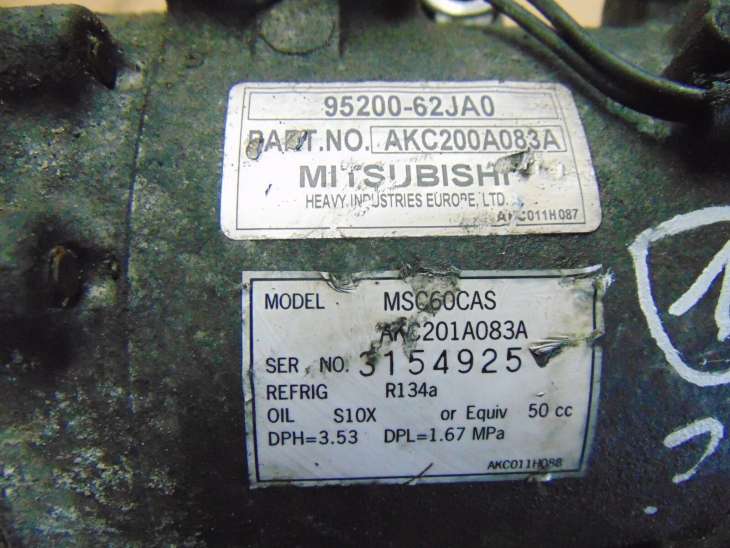 95200-62JA0
PART.NO. AKC200A083A
MITSUBISHI
HEAVY INDUSTRIES EUROPE, LTD.
AKC011H087
MODEL MSC60CAS
AKC201A083A
SER NO. 3154925
REFRIG R134a
OIL S10X or Equiv 50 cc
DPH=3.53 DPL=1.67 MPa
AKC011H088
1